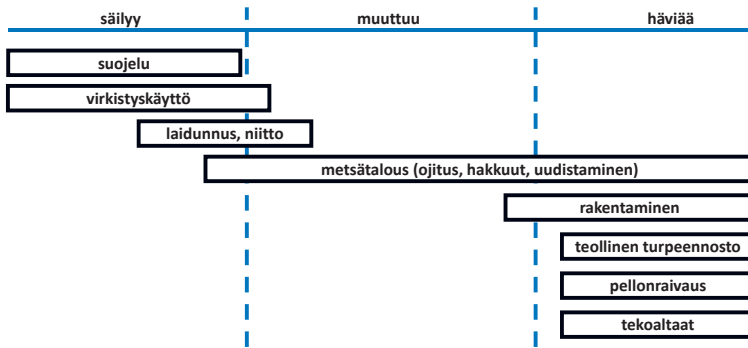 säilyy muuttuu häviää
suojelu
virkistyskäyttö
laidunnus, niitto
metsätalous (ojitus, hakkuut, uudistaminen)
rakentaminen
teollinen turpeennosto
pellonraivaus
tekoaltaat